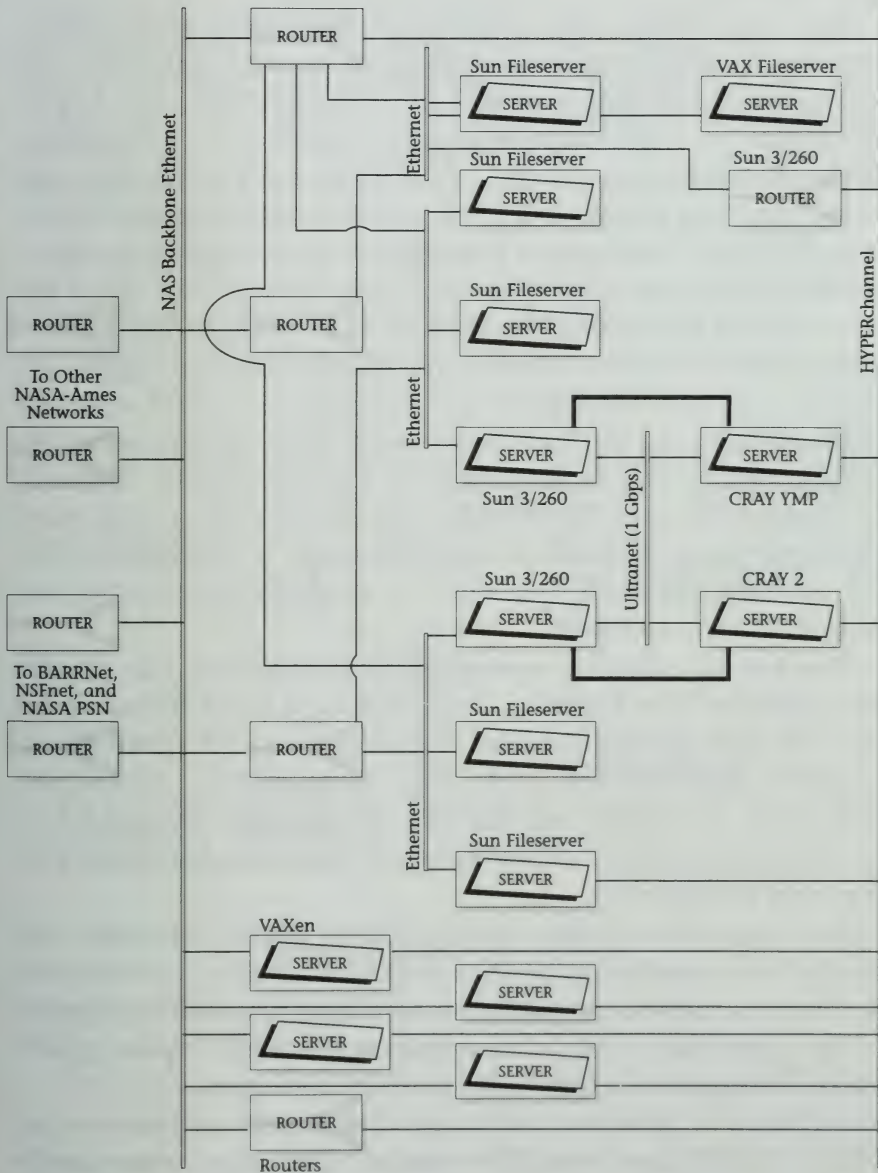 ROUTER
Sun Fileserver
VAX Fileserver
SERVER
SERVER
Ethernet
Sun Fileserver
Sun 3/260
SERVER
ROUTER
NAS Backbone Ethernet
HYPERchannel
Sun Fileserver
ROUTER
ROUTER
SERVER
To Other
NASA-Ames
Networks
Ethernet
ROUTER
SERVER
SERVER
Sun 3/260
CRAY YMP
Ultranet (1 Gbps)
Sun 3/260
CRAY 2
ROUTER
SERVER
SERVER
To BARRNet,
NSFnet, and
NASA PSN
Sun Fileserver
ROUTER
ROUTER
SERVER
Ethernet
Sun Fileserver
SERVER
VAXen
SERVER
SERVER
SERVER
SERVER
ROUTER
Routers